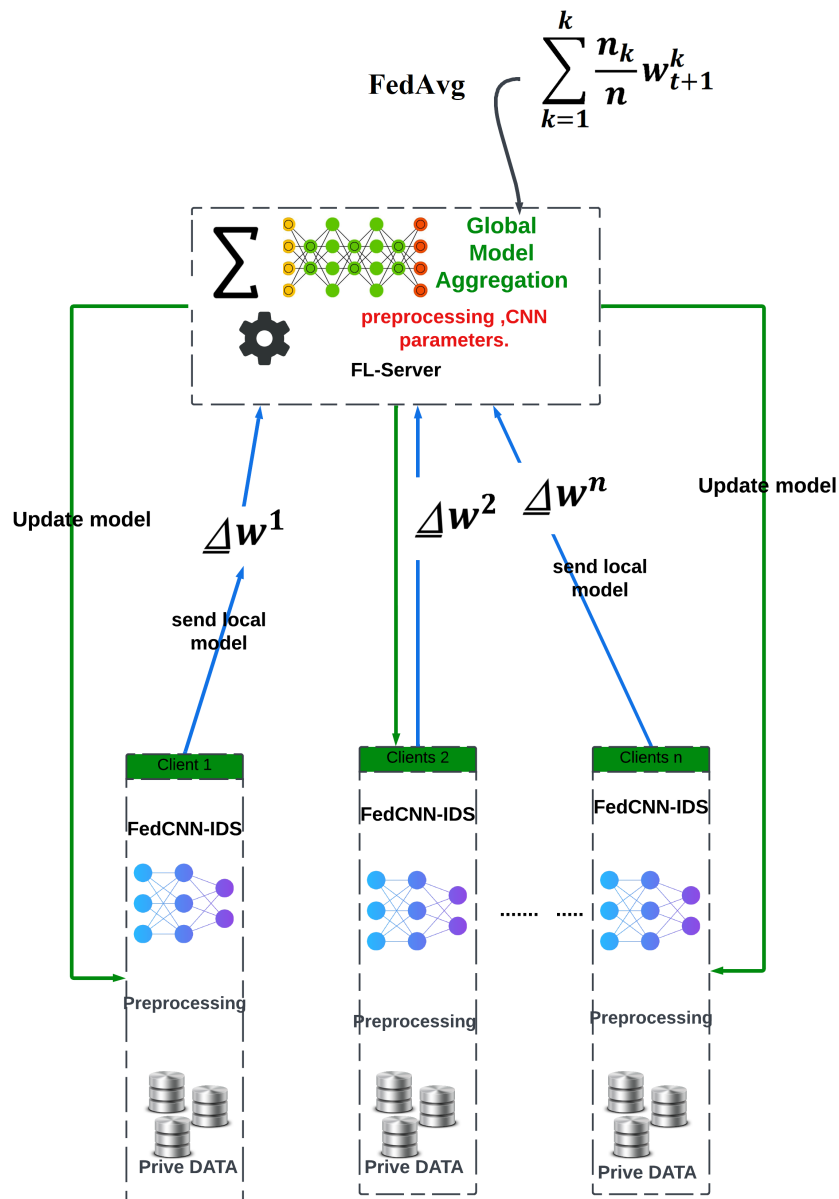 FedAvg
k
∑ n_k/n w^k_{t+1}
k=1
∑
Global
Model
Aggregation
preprocessing ,CNN
parameters.
FL-Server
Update model
Δw^1
Δw^2
Δw^n
Update model
send local
model
send local
model
Client 1
Clients 2
Clients n
FedCNN-IDS
FedCNN-IDS
FedCNN-IDS
....... .....
Preprocessing
Preprocessing
Preprocessing
Prive DATA
Prive DATA
Prive DATA